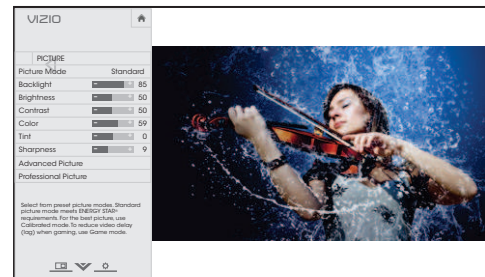 VIZIO
PICTURE
Picture Mode Standard
Backlight 85
Brightness 50
Contrast 50
Color 59
Tint 0
Sharpness 9
Advanced Picture
Professional Picture
Select from preset picture modes. Standard
picture mode meets ENERGY STAR®
requirements. For the best picture, use
Calibrated mode. To reduce video delay
(lag) when gaming, use Game mode.